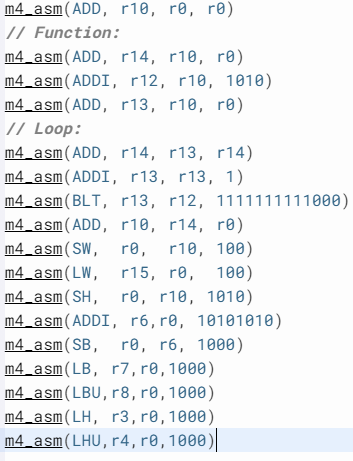 m4_asm(ADD, r10, r0, r0)
// Function:
m4_asm(ADD, r14, r10, r0)
m4_asm(ADDI, r12, r10, 1010)
m4_asm(ADD, r13, r10, r0)
// Loop:
m4_asm(ADD, r14, r13, r14)
m4_asm(ADDI, r13, r13, 1)
m4_asm(BLT, r13, r12, 1111111111000)
m4_asm(ADD, r10, r14, r0)
m4_asm(SW,  r0,  r10, 100)
m4_asm(LW,  r15, r0,  100)
m4_asm(SH,  r0, r10, 1010)
m4_asm(ADDI, r6,r0, 10101010)
m4_asm(SB,  r0, r6, 1000)
m4_asm(LB, r7,r0,1000)
m4_asm(LBU,r8,r0,1000)
m4_asm(LH, r3,r0,1000)
m4_asm(LHU,r4,r0,1000)